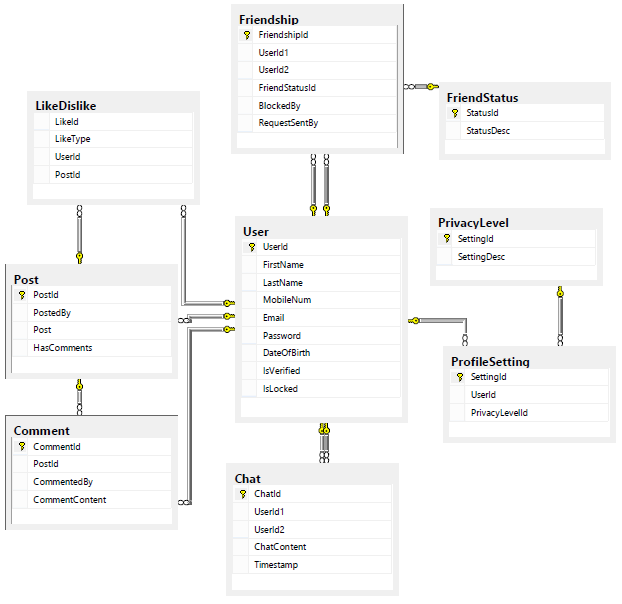 Friendship
FriendshipId
UserId1
UserId2
FriendStatusId
BlockedBy
RequestSentBy
FriendStatus
StatusId
StatusDesc
LikeDislike
LikeId
LikeType
UserId
PostId
User
UserId
FirstName
LastName
MobileNum
Email
Password
DateOfBirth
IsVerified
IsLocked
PrivacyLevel
SettingId
SettingDesc
Post
PostId
PostedBy
Post
HasComments
ProfileSetting
SettingId
UserId
PrivacyLevelId
Comment
CommentId
PostId
CommentedBy
CommentContent
Chat
ChatId
UserId1
UserId2
ChatContent
Timestamp